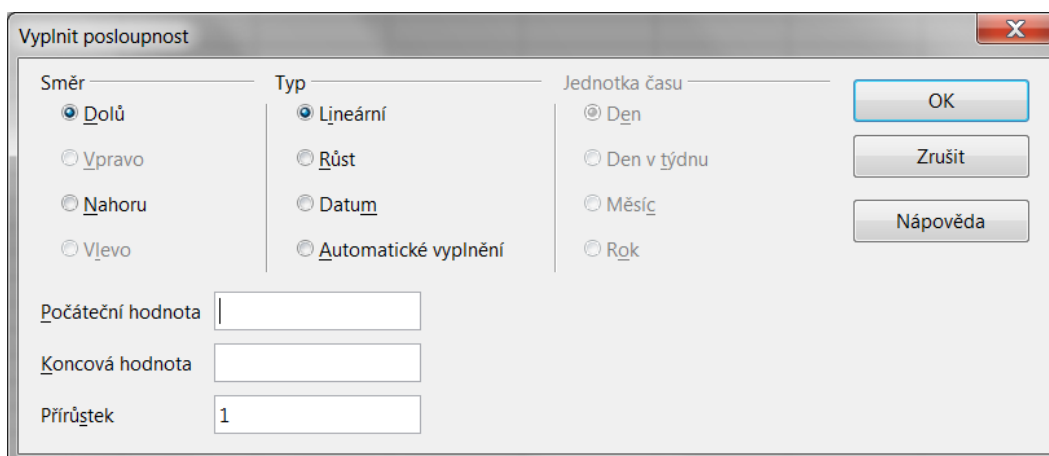 Vyplnit posloupnost
Směr
Dolů
Vpravo
Nahoru
Vlevo
Typ
Lineární
Růst
Datum
Automatické vyplnění
Jednotka času
Den
Den v týdnu
Měsíc
Rok
OK
Zrušit
Nápověda
Počáteční hodnota
Koncová hodnota
Přírůstek 1